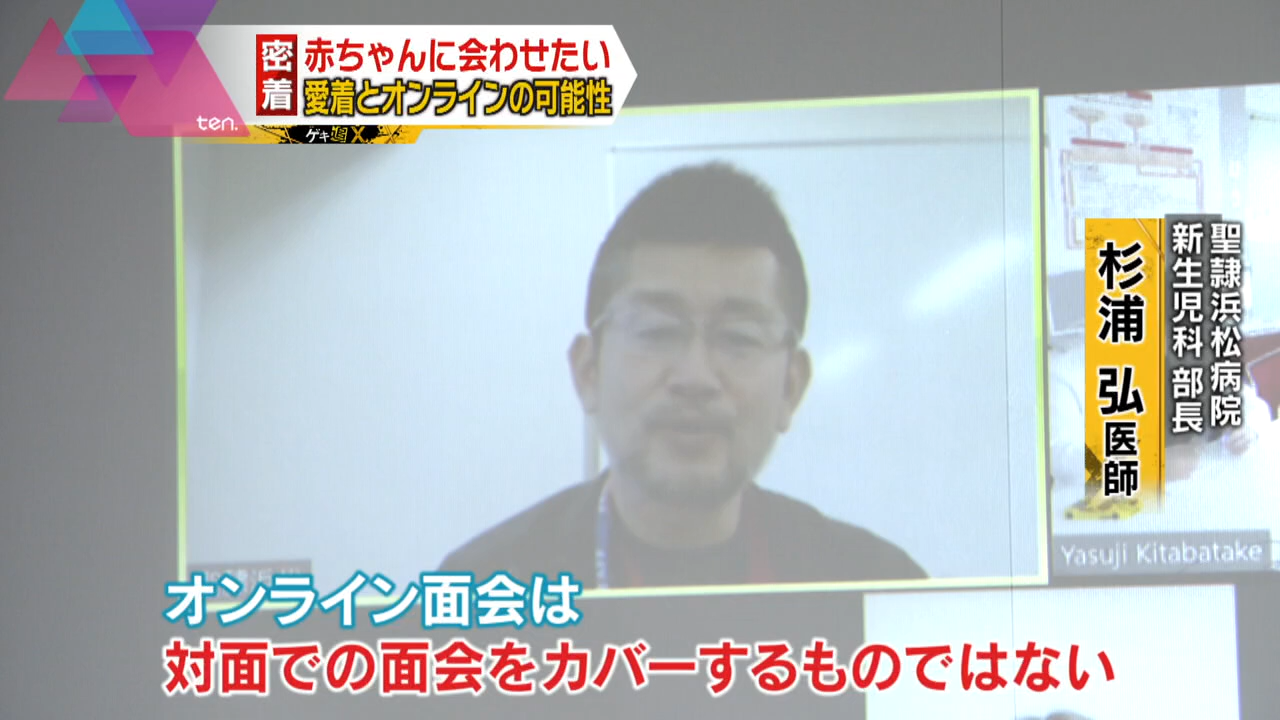 密着
赤ちゃんに会わせたい
愛着とオンラインの可能性
ten.
ゲキ追X
聖隷浜松病院
新生児科 部長
杉浦 弘医師
Yasuji Kitabatake
オンライン面会は
対面での面会をカバーするものではない